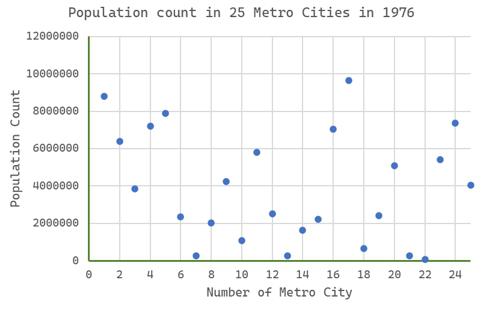 Population count in 25 Metro Cities in 1976
12000000
10000000
8000000
6000000
4000000
2000000
0
Population Count
0 2 4 6 8 10 12 14 16 18 20 22 24
Number of Metro City